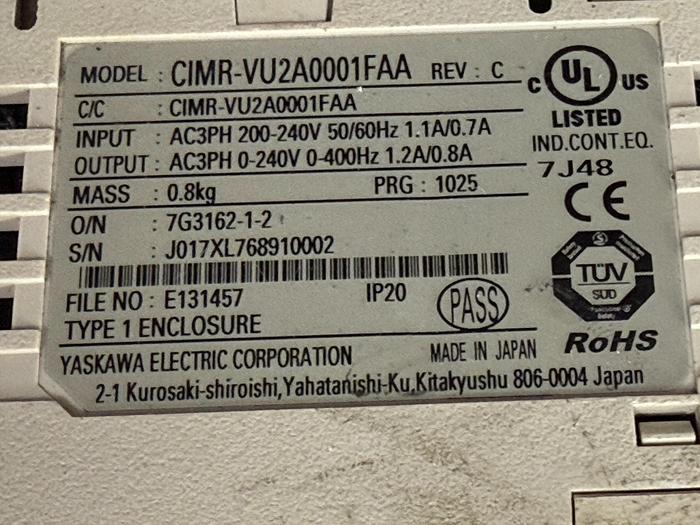 MODEL : CIMR-VU2A0001FAA REV : C
C UL US
LISTED
IND.CONT.EQ.
7J48
C/C : CIMR-VU2A0001FAA
INPUT : AC3PH 200-240V 50/60Hz 1.1A/0.7A
OUTPUT : AC3PH 0-240V 0-400Hz 1.2A/0.8A
MASS : 0.8kg PRG : 1025
CE
O/N : 7G3162-1-2
S/N : J017XL768910002
TÜV
SÜD
Functional
Safety
FILE NO : E131457 IP20 PASS
TYPE 1 ENCLOSURE
RoHS
YASKAWA ELECTRIC CORPORATION MADE IN JAPAN
2-1 Kurosaki-shiroishi,Yahatanishi-Ku,Kitakyushu 806-0004 Japan